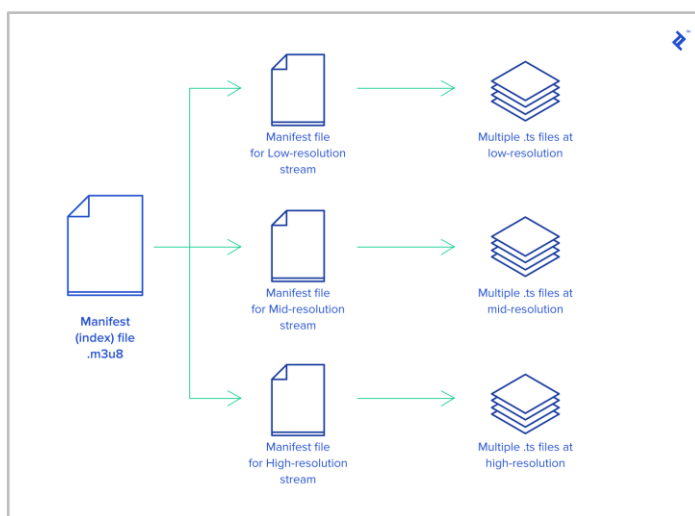 Manifest file
for Low-resolution
stream
Multiple .ts files at
low-resolution
Manifest
(index) file
.m3u8
Manifest file
for Mid-resolution
stream
Multiple .ts files at
mid-resolution
Manifest file
for High-resolution
stream
Multiple .ts files at
high-resolution